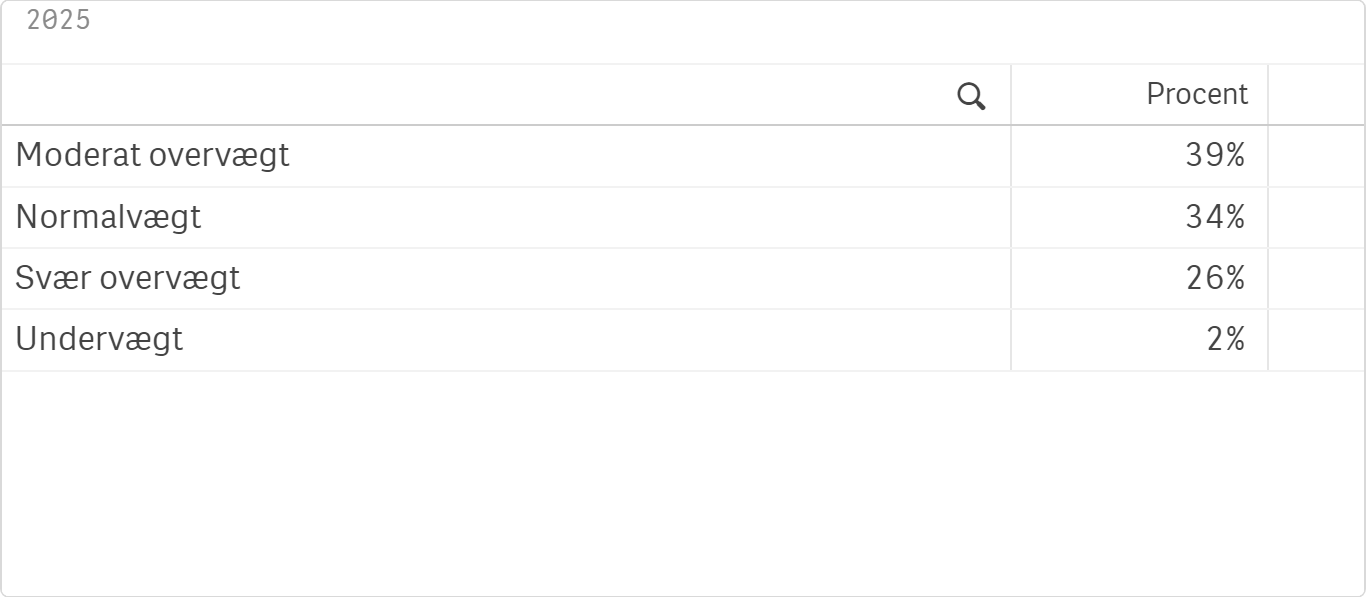 2025
Procent
Moderat overvægt 39%
Normalvægt 34%
Svær overvægt 26%
Undervægt 2%